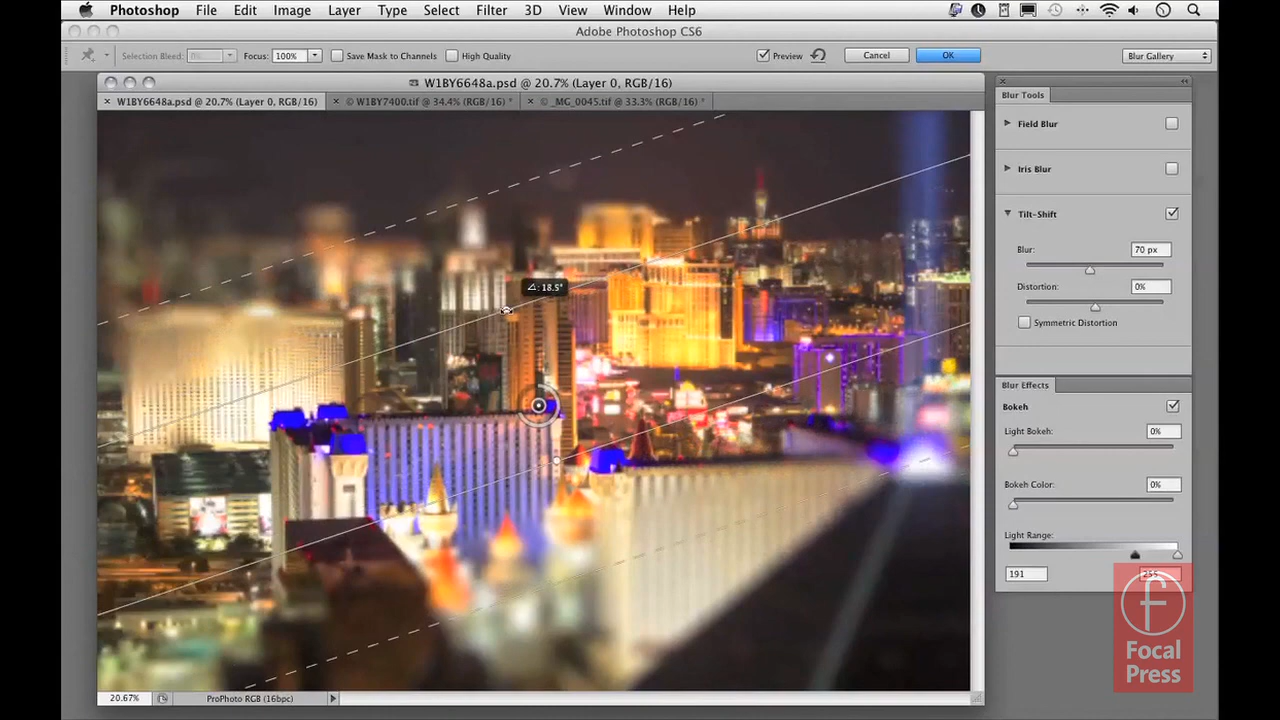 Photoshop File Edit Image Layer Type Select Filter 3D View Window Help
Adobe Photoshop CS6
Selection Bleed: 0% Focus: 100% Save Mask to Channels High Quality Preview Cancel OK Blur Gallery
W1BY6648a.psd @ 20.7% (Layer 0, RGB/16)
× W1BY6648a.psd @ 20.7% (Layer 0, RGB/16) × © W1BY7400.tif @ 34.4% (RGB/16) * × © _MG_0045.tif @ 33.3% (RGB/16) *
Blur Tools
Field Blur
Iris Blur
Tilt-Shift
Blur: 70 px
Distortion: 0%
Symmetric Distortion
: 18.5°
Blur Effects
Bokeh
Light Bokeh: 0%
Bokeh Color: 0%
Light Range:
191 255
f
Focal
Press
20.67% ProPhoto RGB (16bpc)